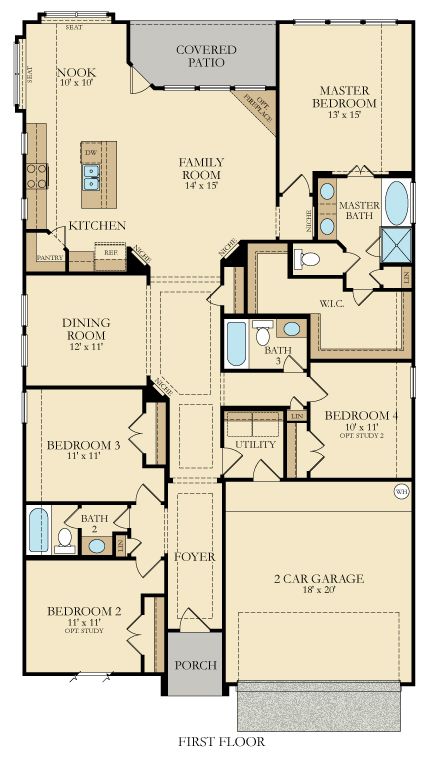 SEAT
SEAT
NOOK
10' x 10'
COVERED
PATIO
OPT.
FIREPLACE
MASTER
BEDROOM
13' x 15'
DW
FAMILY
ROOM
14' x 15'
KITCHEN
PANTRY
REF.
NICHE
NICHE
NICHE
MASTER
BATH
LIN
W.I.C.
DINING
ROOM
12' x 11'
NICHE
BATH
3
LIN
BEDROOM 4
10' x 11'
OPT. STUDY 2
BEDROOM 3
11' x 11'
UTILITY
WH
BATH
2
LIN
FOYER
2 CAR GARAGE
18' x 20'
BEDROOM 2
11' x 11'
OPT. STUDY
PORCH
FIRST FLOOR